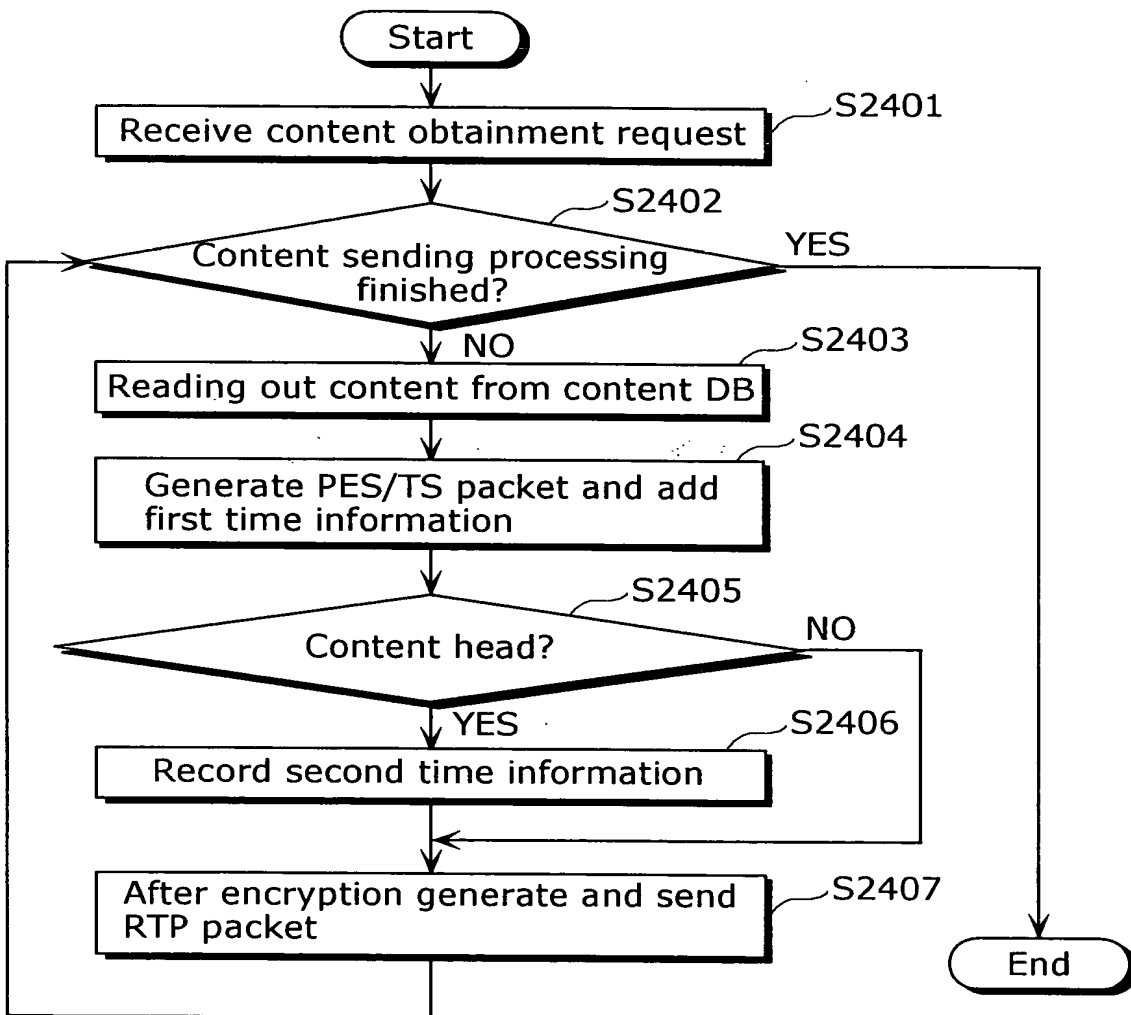 Start
S2401
Receive content obtainment request
S2402
YES
Content sending processing
finished?
NO
S2403
Reading out content from content DB
S2404
Generate PES/TS packet and add
first time information
S2405
NO
Content head?
YES
S2406
Record second time information
S2407
After encryption generate and send
RTP packet
End